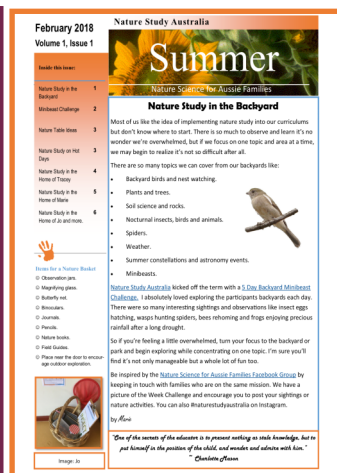 February 2018
Volume 1, Issue 1
Nature Study Australia
Summer
Nature Science for Aussie Families
Inside this issue:
Nature Study in the 1
Backyard
Minibeast Challenge 2
Nature Table Ideas 3
Nature Study on Hot 3
Days
Nature Study in the 4
Home of Tracey
Nature Study in the 5
Home of Marie
Nature Study in the 6
Home of Jo and more.
Items for a Nature Basket
Observation jars.
Magnifying glass.
Butterfly net.
Binoculars.
Journals.
Pencils.
Nature books.
Field Guides.
Place near the door to encour-
age outdoor exploration.
Image: Jo
Nature Study in the Backyard
Most of us like the idea of implementing nature study into our curriculums
but don't know where to start. There is so much to observe and learn it's no
wonder we're overwhelmed, but if we focus on one topic and area at a time,
we may begin to realize it's not so difficult after all.
There are so many topics we can cover from our backyards like:
• Backyard birds and nest watching.
• Plants and trees.
• Soil science and rocks.
• Nocturnal insects, birds and animals.
• Spiders.
• Weather.
• Summer constellations and astronomy events.
• Minibeasts.
Nature Study Australia kicked off the term with a 5 Day Backyard Minibeast
Challenge. I absolutely loved exploring the participants backyards each day.
There were so many interesting sightings and observations like insect eggs
hatching, wasps hunting spiders, bees rehoming and frogs enjoying precious
rainfall after a long drought.
So if you're feeling a little overwhelmed, turn your focus to the backyard or
park and begin exploring while concentrating on one topic. I'm sure you'll
find it's not only manageable but a whole lot of fun too.
Be inspired by the Nature Science for Aussie Families Facebook Group by
keeping in touch with families who are on the same mission. We have a
picture of the Week Challenge and encourage you to post your sightings or
nature activities. You can also #naturestudyaustralia on Instagram.
by Marie
"One of the secrets of the educator is to present nothing as stale knowledge, but to
put himself in the position of the child, and wonder and admire with him."
~ Charlotte Mason